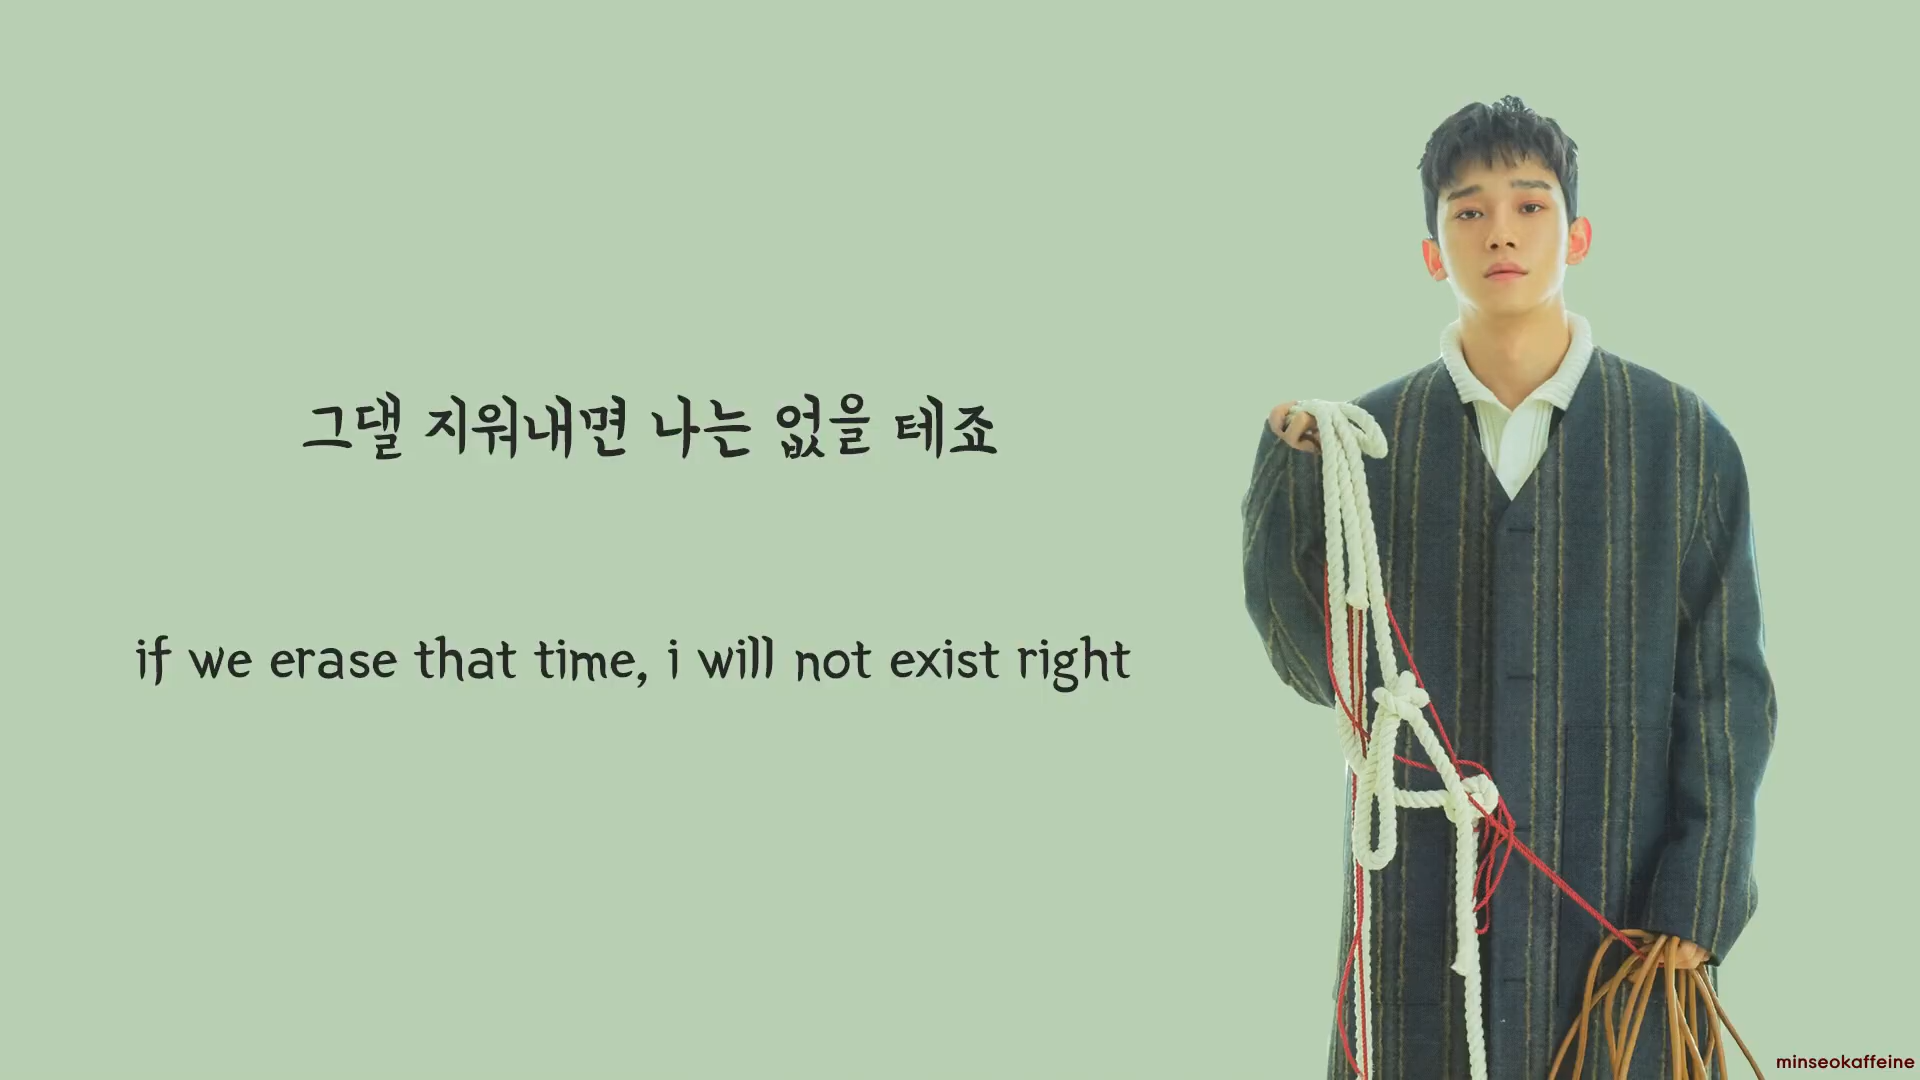 그댈 지워내면 나는 없을 테죠
if we erase that time, i will not exist right
minseokaffeine